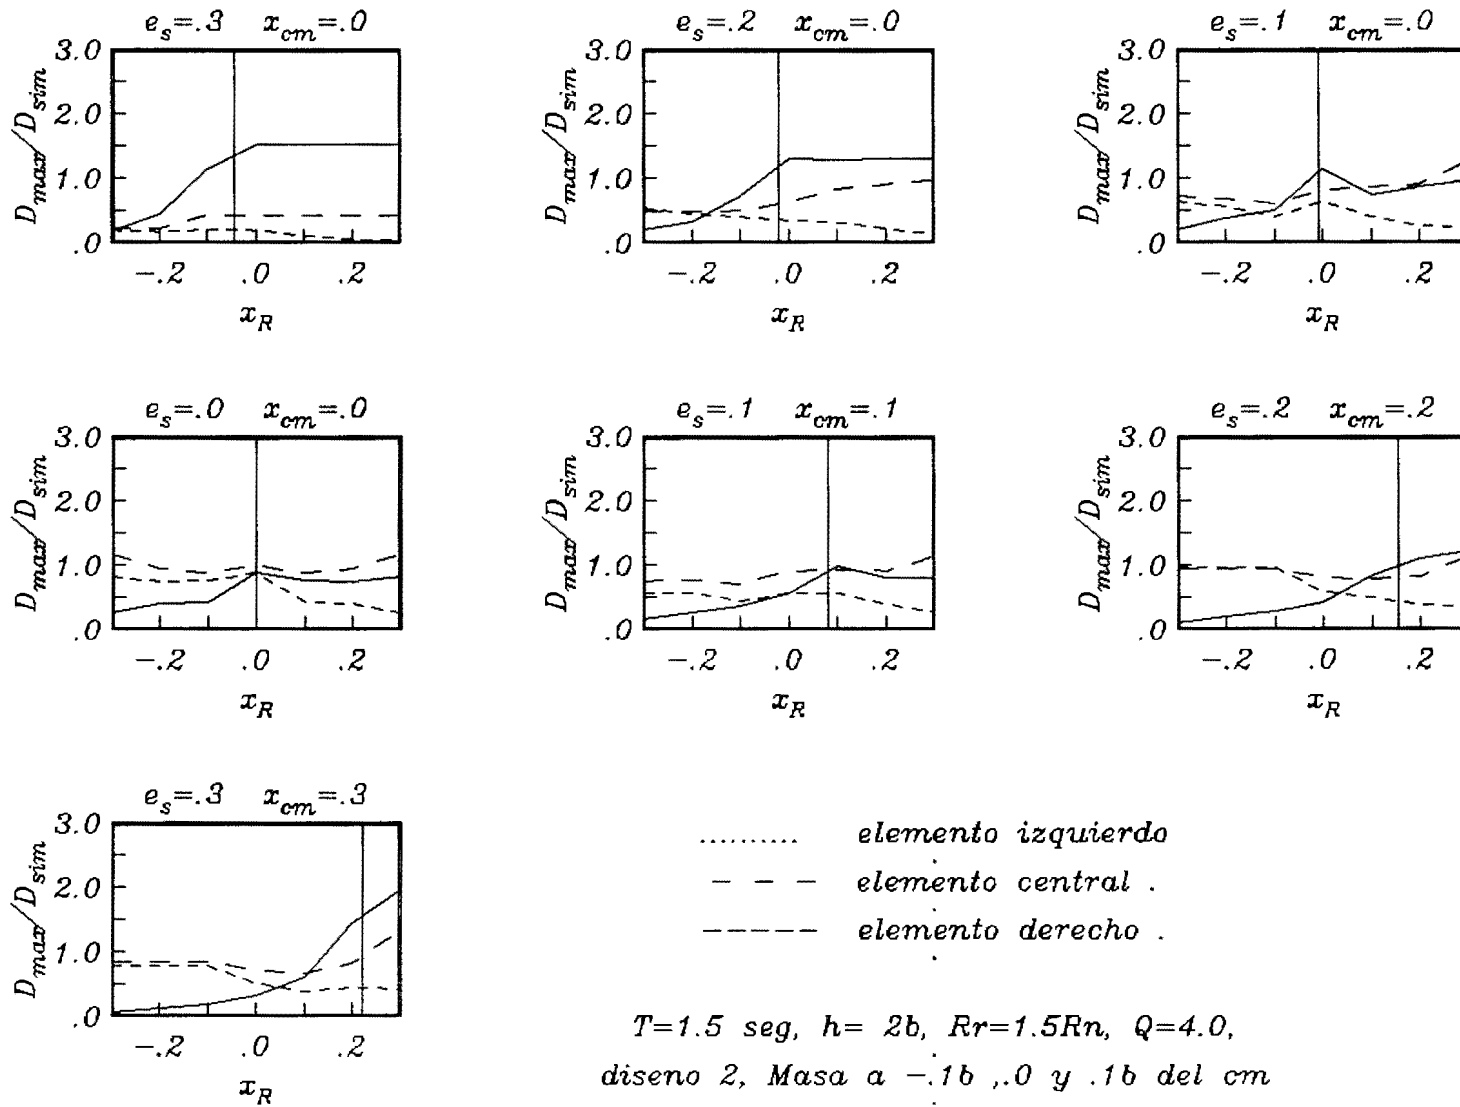 e_s=.3 x_cm=.0
3.0
2.0
1.0
.0
D_max/D_sim
-.2 .0 .2
x_R
e_s=.2 x_cm=.0
3.0
2.0
1.0
.0
D_max/D_sim
-.2 .0 .2
x_R
e_s=.1 x_cm=.0
3.0
2.0
1.0
.0
D_max/D_sim
-.2 .0 .2
x_R
e_s=.0 x_cm=.0
3.0
2.0
1.0
.0
D_max/D_sim
-.2 .0 .2
x_R
e_s=.1 x_cm=.1
3.0
2.0
1.0
.0
D_max/D_sim
-.2 .0 .2
x_R
e_s=.2 x_cm=.2
3.0
2.0
1.0
.0
D_max/D_sim
-.2 .0 .2
x_R
e_s=.3 x_cm=.3
3.0
2.0
1.0
.0
D_max/D_sim
-.2 .0 .2
x_R
elemento izquierdo
elemento central .
elemento derecho .
T=1.5 seg, h= 2b, Rr=1.5Rn, Q=4.0,
diseno 2, Masa a -.1b ,.0 y .1b del cm